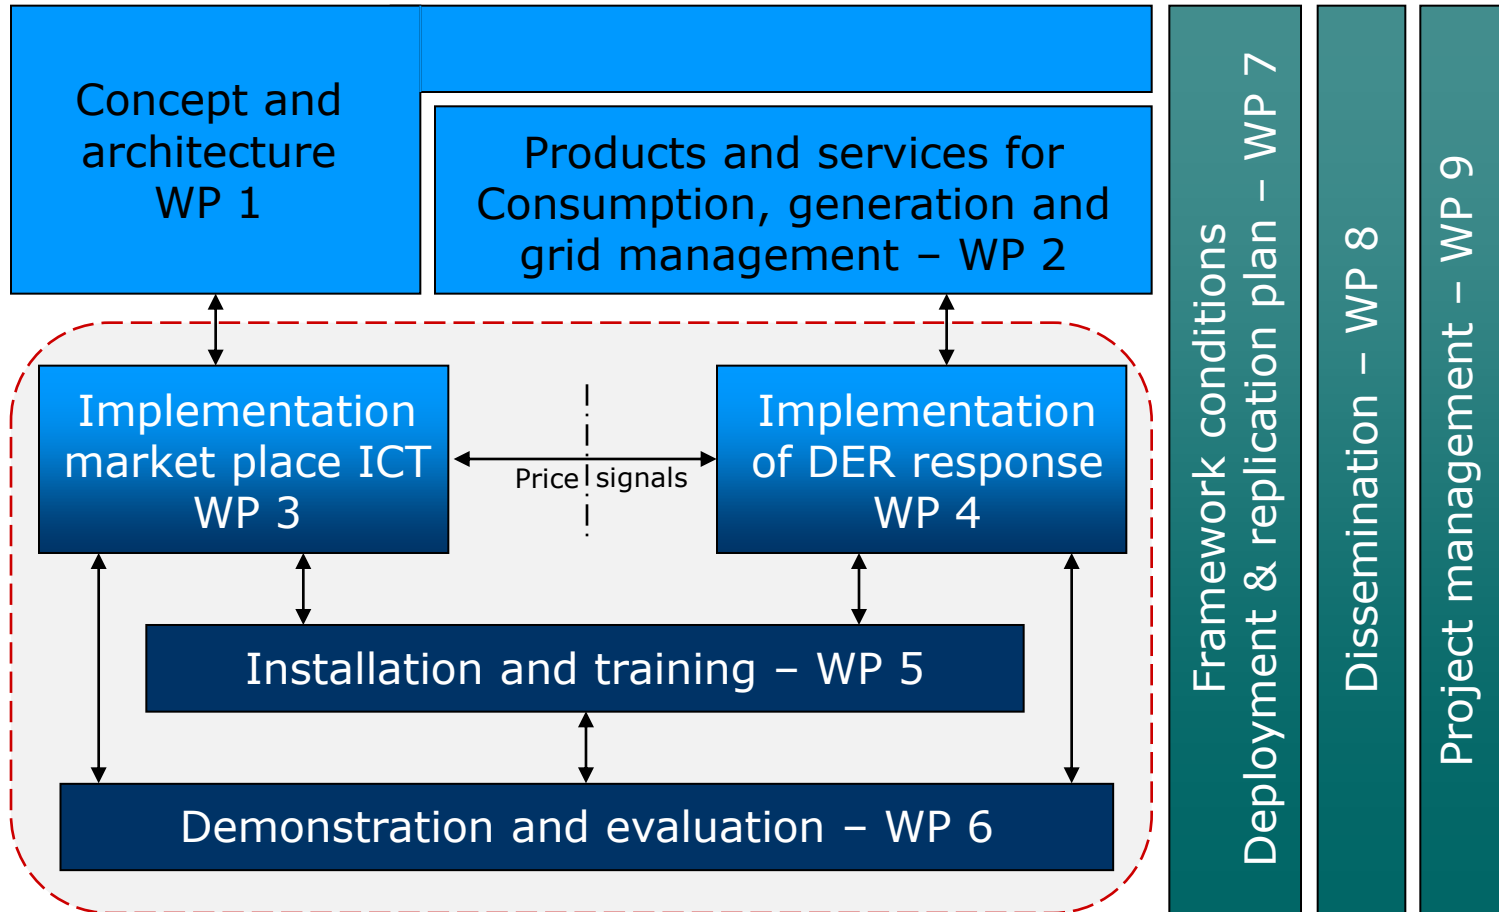 Concept and
architecture
WP 1
Products and services for
Consumption, generation and
grid management – WP 2
Implementation
market place ICT
WP 3
Price signals
Implementation
of DER response
WP 4
Installation and training – WP 5
Demonstration and evaluation – WP 6
Framework conditions
Deployment & replication plan – WP 7
Dissemination – WP 8
Project management – WP 9